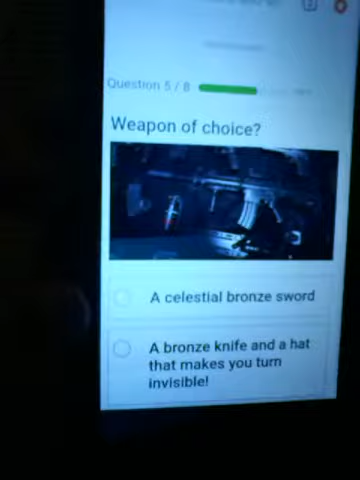 Question 5 / 8
Weapon of choice?
A celestial bronze sword
A bronze knife and a hat
that makes you turn
invisible!